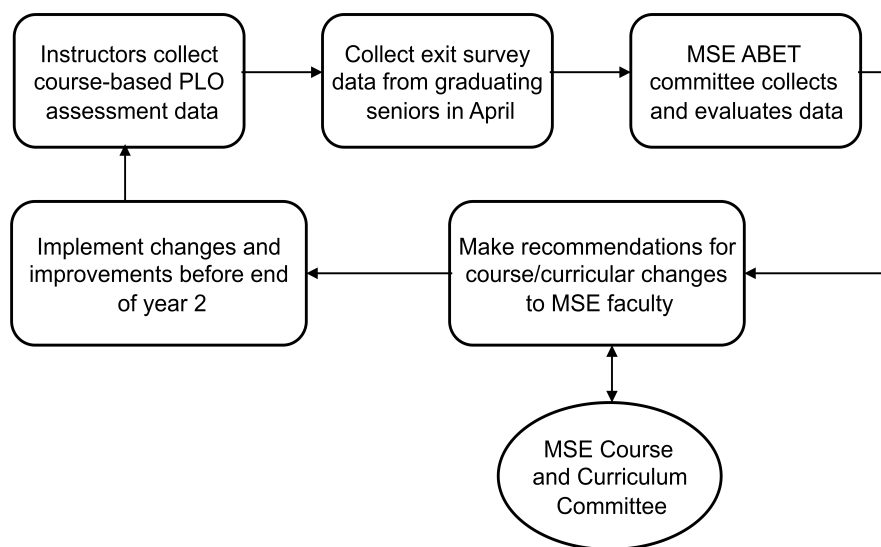 Instructors collect
course-based PLO
assessment data
Collect exit survey
data from graduating
seniors in April
MSE ABET
committee collects
and evaluates data
Implement changes and
improvements before end
of year 2
Make recommendations for
course/curricular changes
to MSE faculty
MSE Course
and Curriculum
Committee